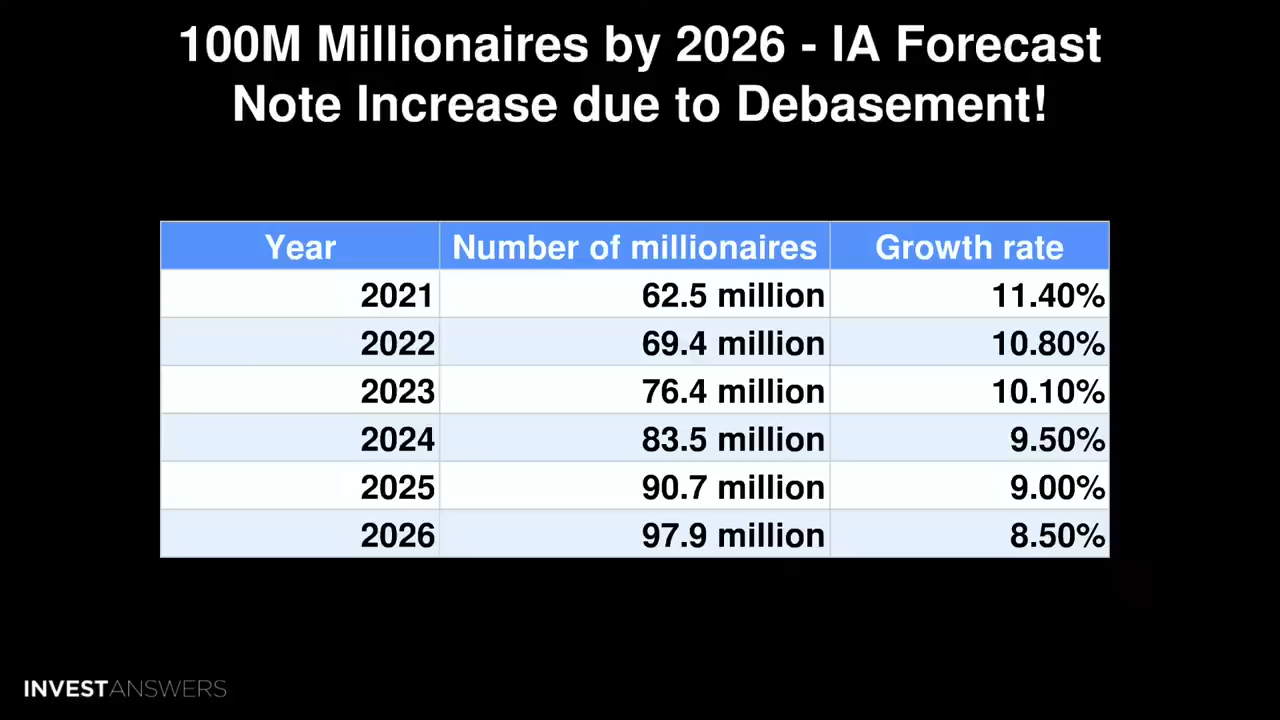 100M Millionaires by 2026 - IA Forecast
Note Increase due to Debasement!
Year Number of millionaires Growth rate
2021 62.5 million 11.40%
2022 69.4 million 10.80%
2023 76.4 million 10.10%
2024 83.5 million 9.50%
2025 90.7 million 9.00%
2026 97.9 million 8.50%
INVESTANSWERS